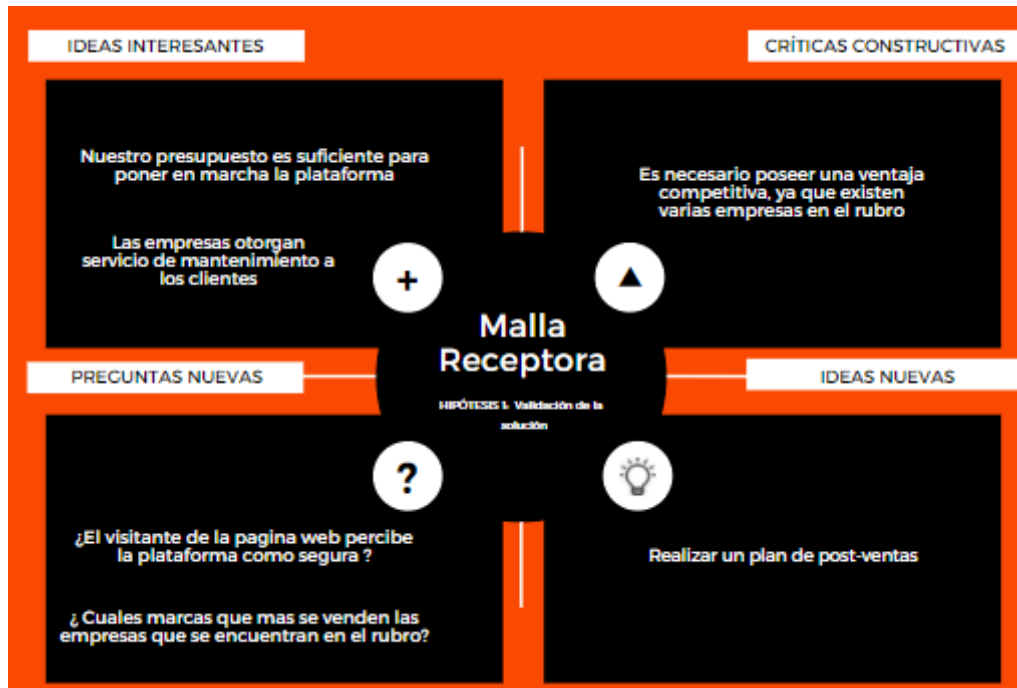 IDEAS INTERESANTES
CRÍTICAS CONSTRUCTIVAS
Nuestro presupuesto es suficiente para
poner en marcha la plataforma
Las empresas otorgan
servicio de mantenimiento a
los clientes
Es necesario poseer una ventaja
competitiva, ya que existen
varias empresas en el rubro
+
Malla
Receptora
HIPÓTESIS 1: Validación de la
solución
PREGUNTAS NUEVAS
IDEAS NUEVAS
?
¿El visitante de la pagina web percibe
la plataforma como segura ?
¿ Cuales marcas que mas se venden las
empresas que se encuentran en el rubro?
Realizar un plan de post-ventas